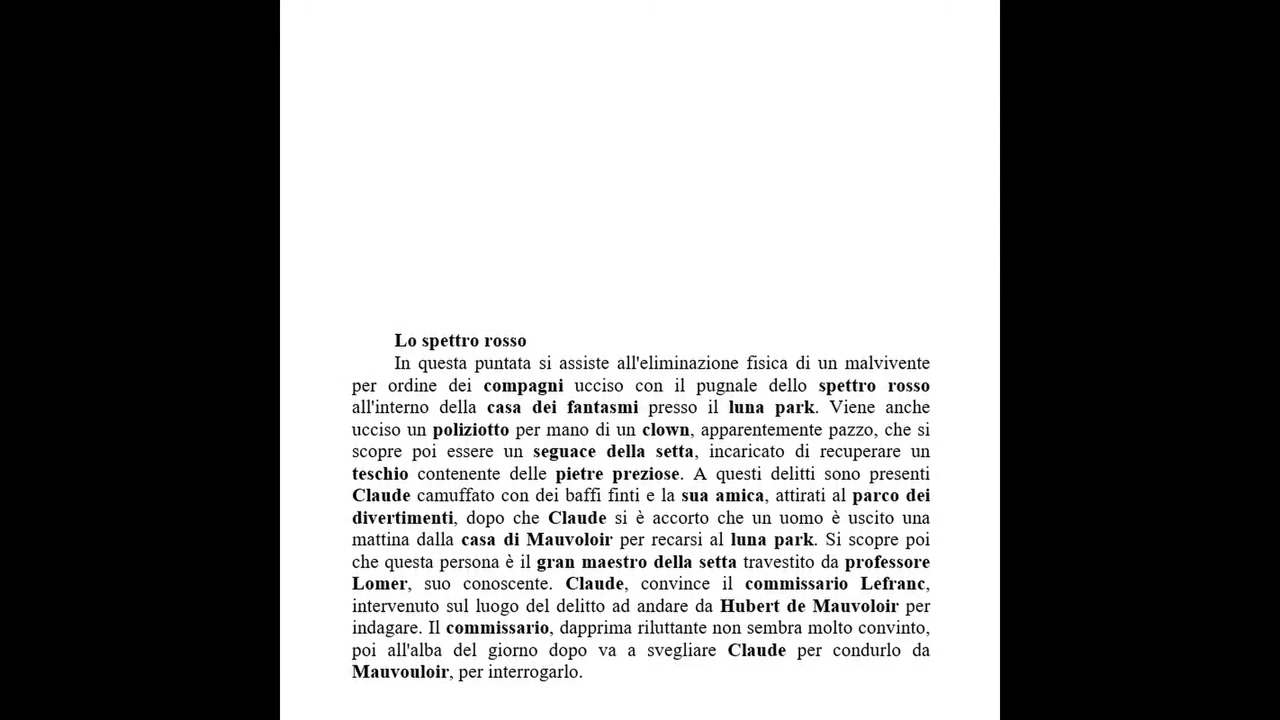 Lo spettro rosso
In questa puntata si assiste all'eliminazione fisica di un malvivente
per ordine dei compagni ucciso con il pugnale dello spettro rosso
all'interno della casa dei fantasmi presso il luna park. Viene anche
ucciso un poliziotto per mano di un clown, apparentemente pazzo, che si
scopre poi essere un seguace della setta, incaricato di recuperare un
teschio contenente delle pietre preziose. A questi delitti sono presenti
Claude camuffato con dei baffi finti e la sua amica, attirati al parco dei
divertimenti, dopo che Claude si è accorto che un uomo è uscito una
mattina dalla casa di Mauvoloir per recarsi al luna park. Si scopre poi
che questa persona è il gran maestro della setta travestito da professore
Lomer, suo conoscente. Claude, convince il commissario Lefranc,
intervenuto sul luogo del delitto ad andare da Hubert de Mauvoloir per
indagare. Il commissario, dapprima riluttante non sembra molto convinto,
poi all'alba del giorno dopo va a svegliare Claude per condurlo da
Mauvouloir, per interrogarlo.